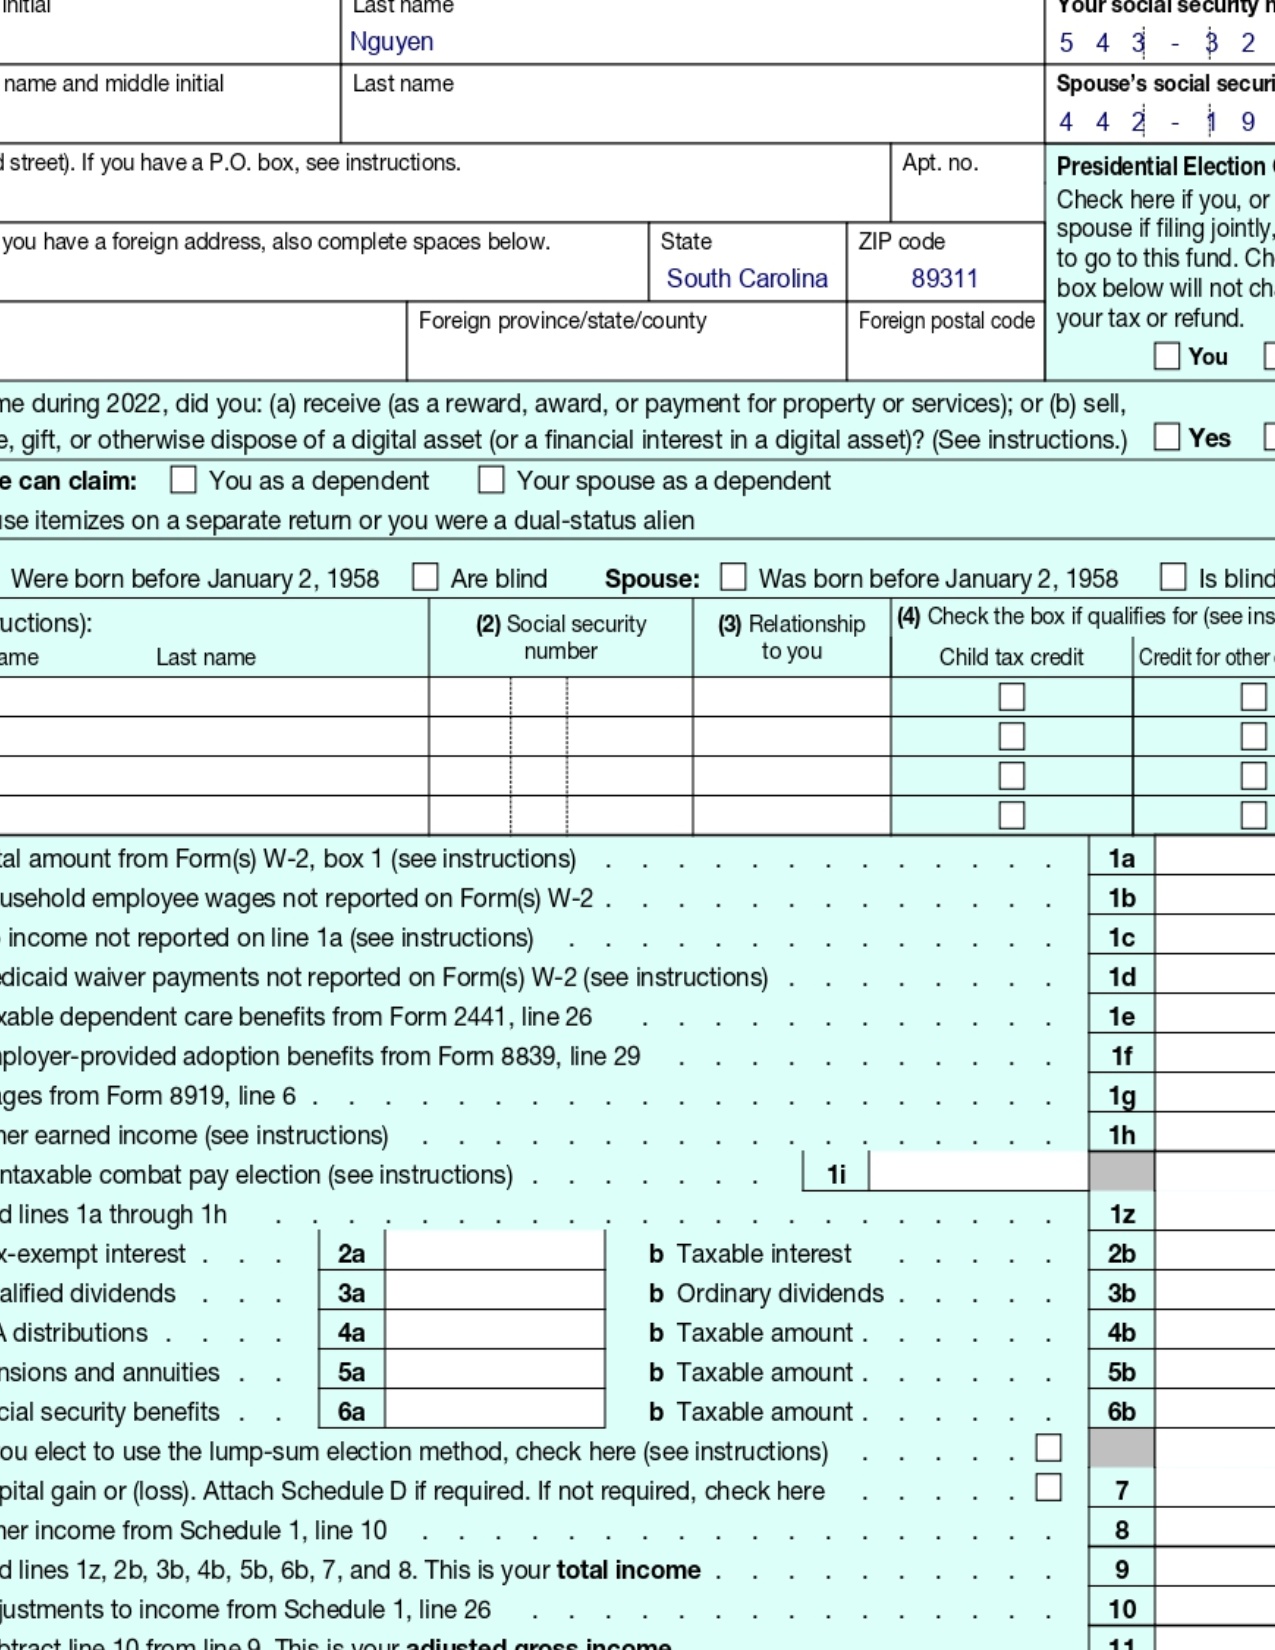 initial Last name Your social security n
Nguyen 5 4 3 - 3 2
name and middle initial Last name Spouse's social securi
4 4 2 - 1 9
d street). If you have a P.O. box, see instructions. Apt. no. Presidential Election
Check here if you, or
you have a foreign address, also complete spaces below. State ZIP code spouse if filing jointly,
South Carolina 89311 to go to this fund. Ch
box below will not cha
Foreign province/state/county Foreign postal code your tax or refund.
You
me during 2022, did you: (a) receive (as a reward, award, or payment for property or services); or (b) sell,
e, gift, or otherwise dispose of a digital asset (or a financial interest in a digital asset)? (See instructions.) Yes
e can claim: You as a dependent Your spouse as a dependent
use itemizes on a separate return or you were a dual-status alien
Were born before January 2, 1958 Are blind Spouse: Was born before January 2, 1958 Is blind
uctions): (2) Social security number (3) Relationship to you (4) Check the box if qualifies for (see ins
ame Last name Child tax credit Credit for other
tal amount from Form(s) W-2, box 1 (see instructions) . . . . . . . . . . . . . 1a
usehold employee wages not reported on Form(s) W-2 . . . . . . . . . . . . . 1b
income not reported on line 1a (see instructions) . . . . . . . . . . . . . . 1c
edicaid waiver payments not reported on Form(s) W-2 (see instructions) . . . . . . . . 1d
xable dependent care benefits from Form 2441, line 26 . . . . . . . . . . . . 1e
mployer-provided adoption benefits from Form 8839, line 29 . . . . . . . . . . . 1f
ages from Form 8919, line 6 . . . . . . . . . . . . . . . . . . . . . 1g
her earned income (see instructions) . . . . . . . . . . . . . . . . . . 1h
ntaxable combat pay election (see instructions) . . . . . . . 1i
d lines 1a through 1h . . . . . . . . . . . . . . . . . . . . . . 1z
x-exempt interest . . . 2a b Taxable interest . . . . . 2b
alified dividends . . . 3a b Ordinary dividends . . . . . 3b
A distributions . . . . 4a b Taxable amount . . . . . . 4b
nsions and annuities . . 5a b Taxable amount . . . . . . 5b
cial security benefits . . 6a b Taxable amount . . . . . . 6b
ou elect to use the lump-sum election method, check here (see instructions) . . . . .
pital gain or (loss). Attach Schedule D if required. If not required, check here . . . . . 7
her income from Schedule 1, line 10 . . . . . . . . . . . . . . . . . . 8
d lines 1z, 2b, 3b, 4b, 5b, 6b, 7, and 8. This is your total income . . . . . . . . . . 9
justments to income from Schedule 1, line 26 . . . . . . . . . . . . . . . 10
btract line 10 from line 9. This is your adjusted gross income 11